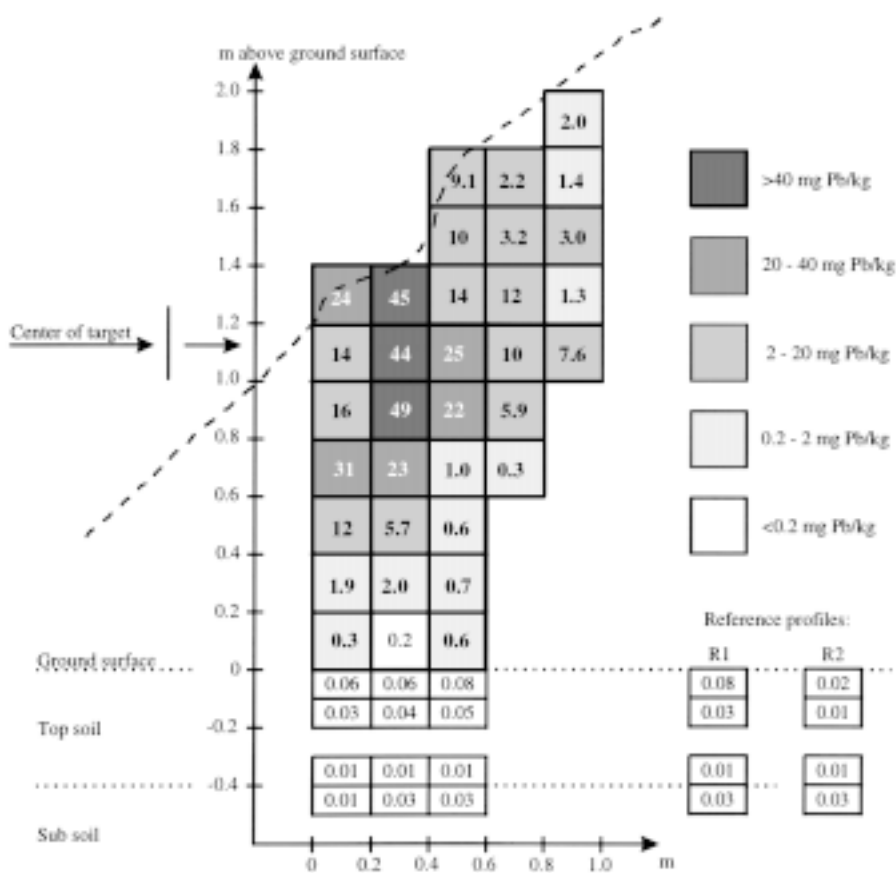 m above ground surface
2.0
2.0
1.8
9.1 2.2 1.4
>40 mg Pb/kg
1.6
10 3.2 3.0
20 - 40 mg Pb/kg
1.4
24 45 14 12 1.3
1.2
Center of target
14 44 25 10 7.6
2 - 20 mg Pb/kg
1.0
16 49 22 5.9
0.8
0.2 - 2 mg Pb/kg
31 23 1.0 0.3
0.6
12 5.7 0.6
<0.2 mg Pb/kg
0.4
1.9 2.0 0.7
0.2
Reference profiles:
0.3 0.2 0.6
R1 R2
Ground surface
0
0.06 0.06 0.08 0.08 0.02
0.03 0.04 0.05 0.03 0.01
Top soil
-0.2
0.01 0.01 0.01 0.01 0.01
-0.4
0.01 0.03 0.03 0.03 0.03
Sub soil
0 0.2 0.4 0.6 0.8 1.0 m